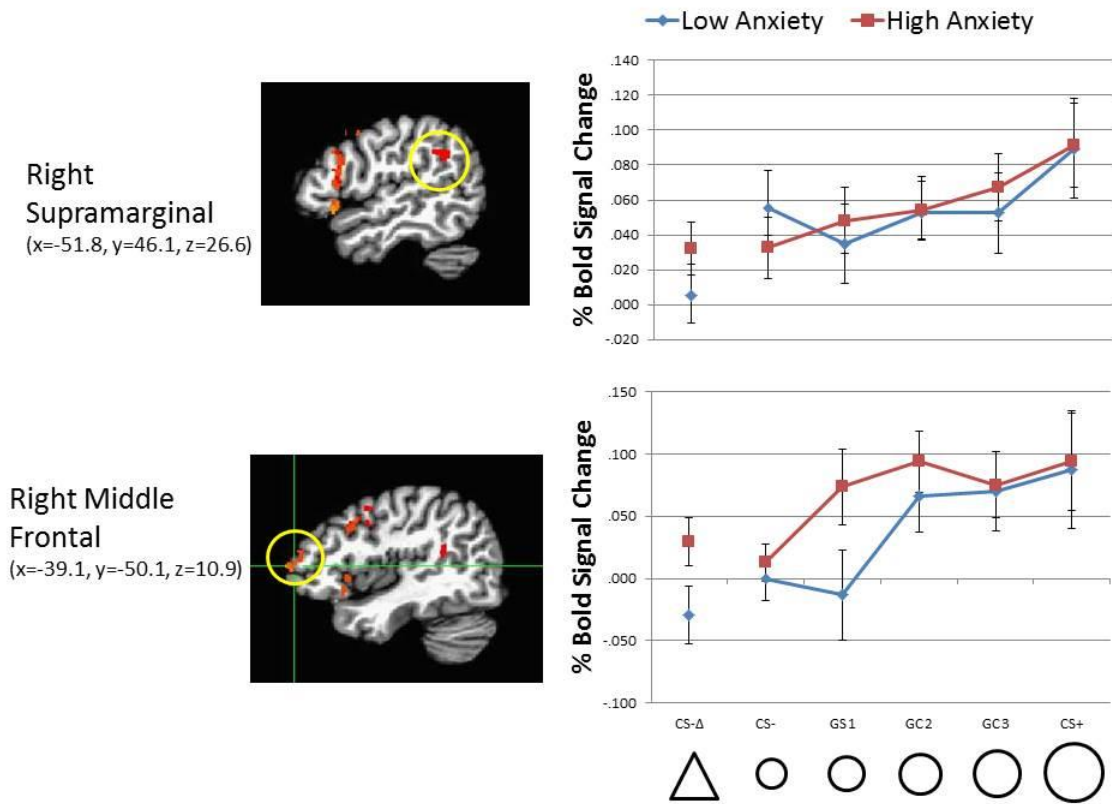 Low Anxiety
High Anxiety
Right
Supramarginal
(x=-51.8, y=46.1, z=26.6)
% Bold Signal Change
.140
.120
.100
.080
.060
.040
.020
.000
-.020
Right Middle
Frontal
(x=-39.1, y=-50.1, z=10.9)
% Bold Signal Change
.150
.100
.050
.000
-.050
-.100
CS-Δ CS- GS1 GC2 GC3 CS+